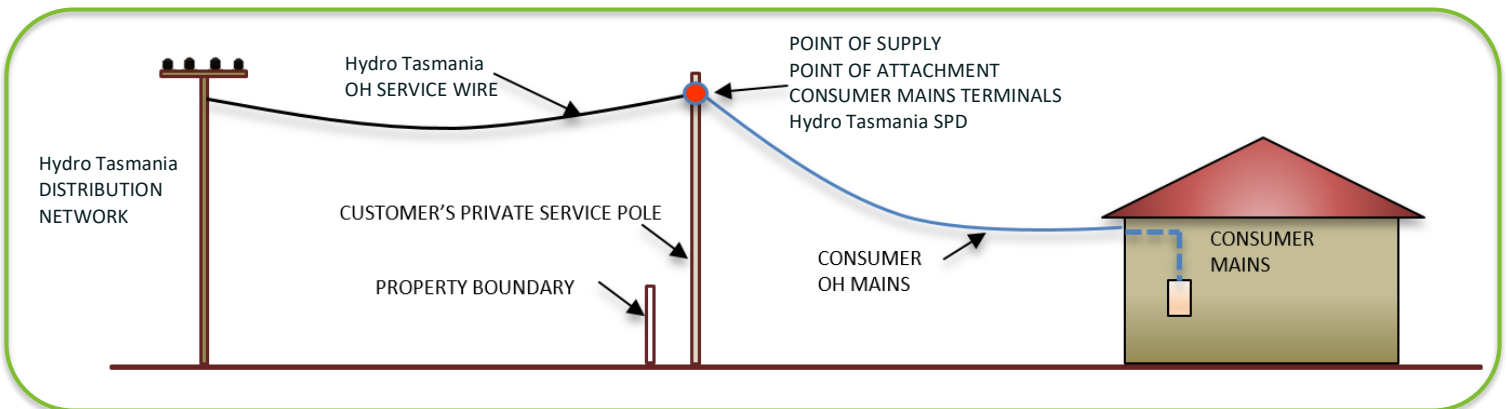 Hydro Tasmania
OH SERVICE WIRE
POINT OF SUPPLY
POINT OF ATTACHMENT
CONSUMER MAINS TERMINALS
Hydro Tasmania SPD
Hydro Tasmania
DISTRIBUTION
NETWORK
CUSTOMER'S PRIVATE SERVICE POLE
PROPERTY BOUNDARY
CONSUMER
OH MAINS
CONSUMER
MAINS